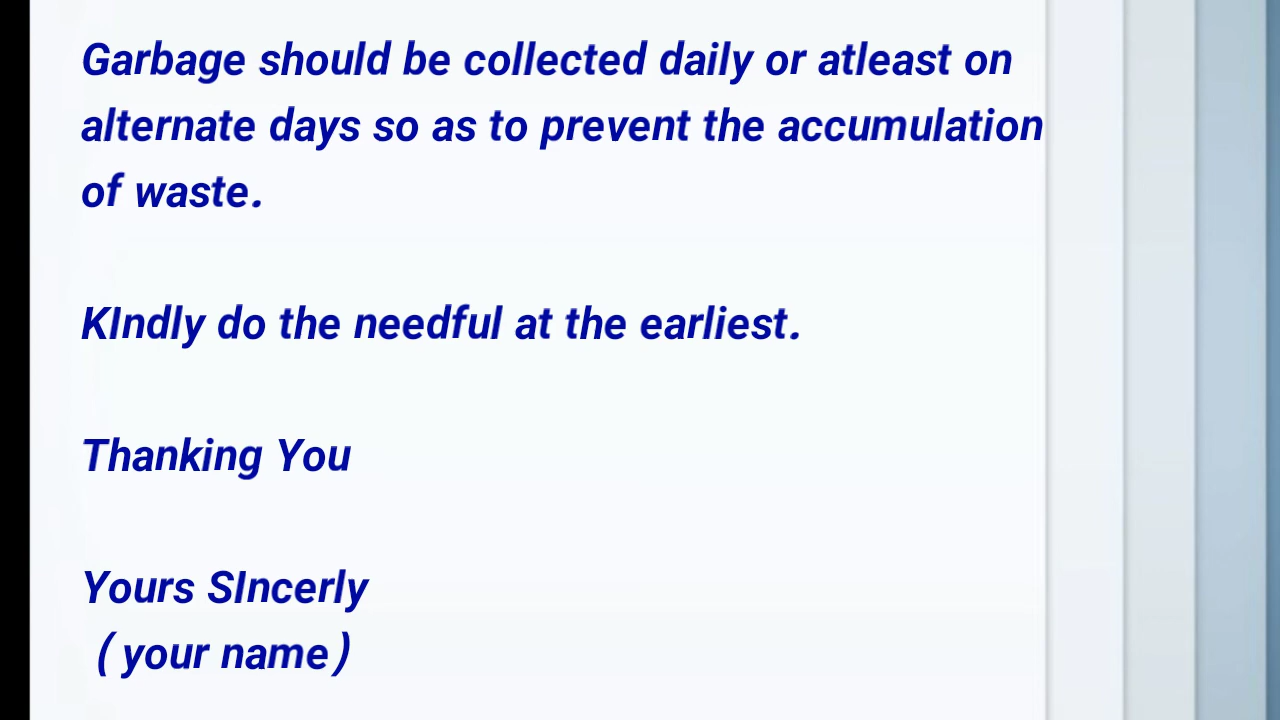 Garbage should be collected daily or atleast on
alternate days so as to prevent the accumulation
of waste.
KIndly do the needful at the earliest.
Thanking You
Yours SIncerly
( your name )